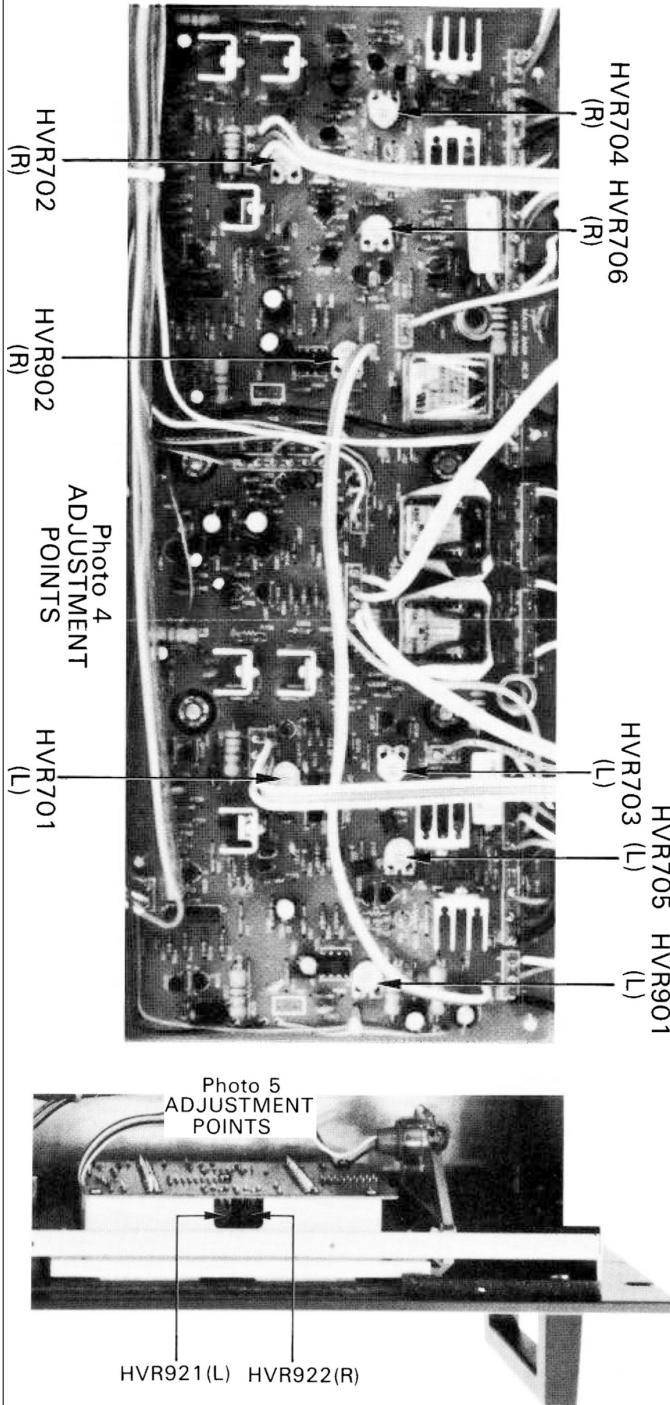 HVR704 HVR706
(R) (R)
HVR702
(R)
HVR902
(R)
Photo 4
ADJUSTMENT
POINTS
HVR701
(L)
HVR703
(L)
HVR705 HVR901
(L) (L)
Photo 5
ADJUSTMENT
POINTS
HVR921(L) HVR922(R)